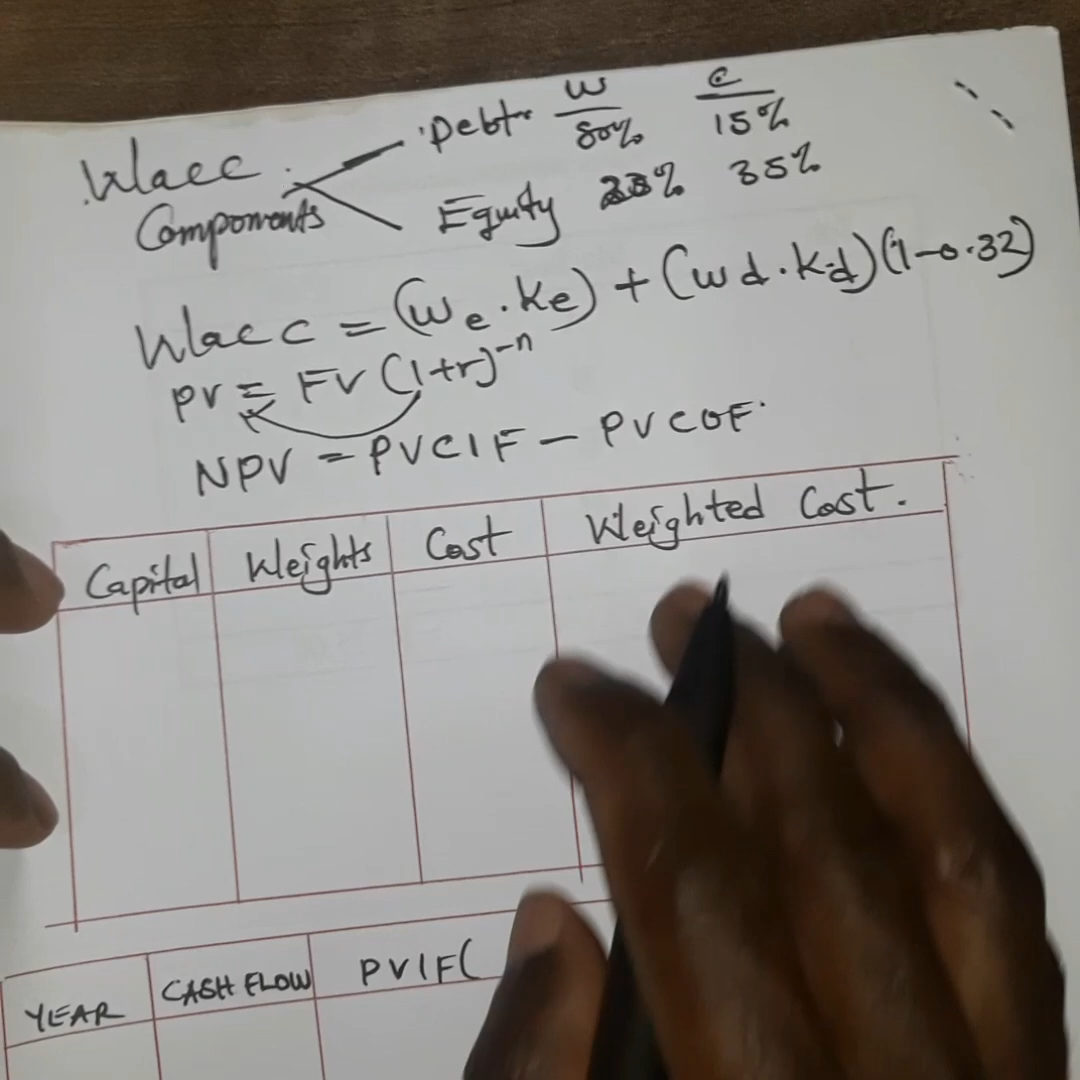 W C
Debt 80% 15%
Wacc
Components
Equity 20% 35%
Wacc = (We . Ke) + (Wd . Kd)(1-0.32)
PV = FV (1+r)^-n
NPV = PVCIF - PVCOF
Capital Weights Cost Weighted Cost.
YEAR CASH FLOW PVIF(